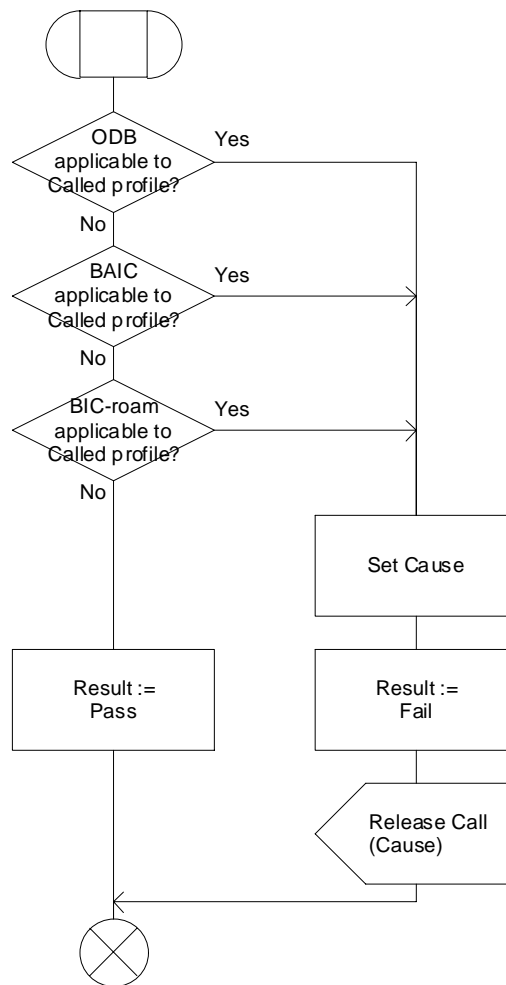 ODB
applicable to
Called profile?
Yes
No
BAIC
applicable to
Called profile?
Yes
No
BIC-roam
applicable to
Called profile?
Yes
No
Set Cause
Result :=
Pass
Result :=
Fail
Release Call
(Cause)